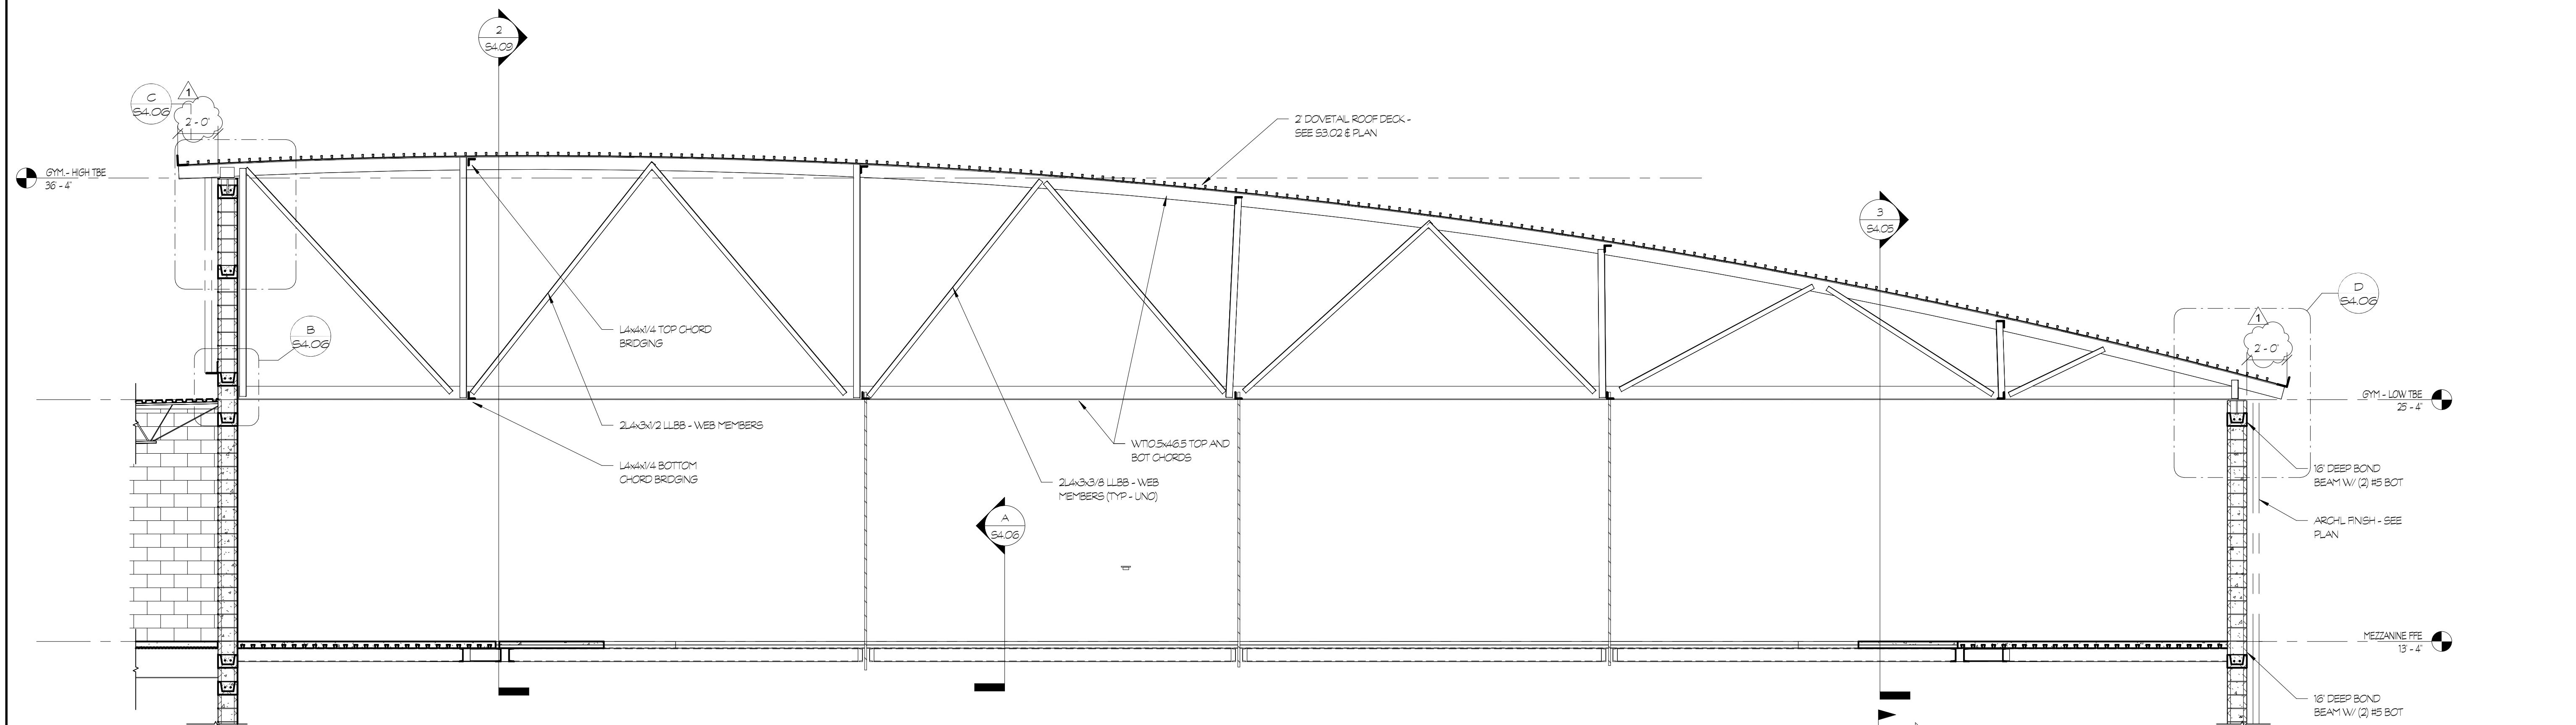 2
S4.09
C
S4.06
1
2' - 0"
2" DOVETAIL ROOF DECK -
SEE S3.02 & PLAN
GYM.- HIGH TBE
36' - 4"
3
S4.05
D
S4.06
1
2' - 0"
B
S4.06
L4x4x1/4 TOP CHORD
BRIDGING
GYM - LOW TBE
25' - 4"
2L4x3x1/2 LLBB - WEB MEMBERS
WT10.5x46.5 TOP AND
BOT CHORDS
L4x4x1/4 BOTTOM
CHORD BRIDGING
16" DEEP BOND
BEAM W/ (2) #5 BOT
2L4x3x3/8 LLBB - WEB
MEMBERS (TYP - UNO)
A
S4.06
ARCH'L FINISH - SEE
PLAN
MEZZANINE FFE
13' - 4"
16" DEEP BOND
BEAM W/ (2) #5 BOT